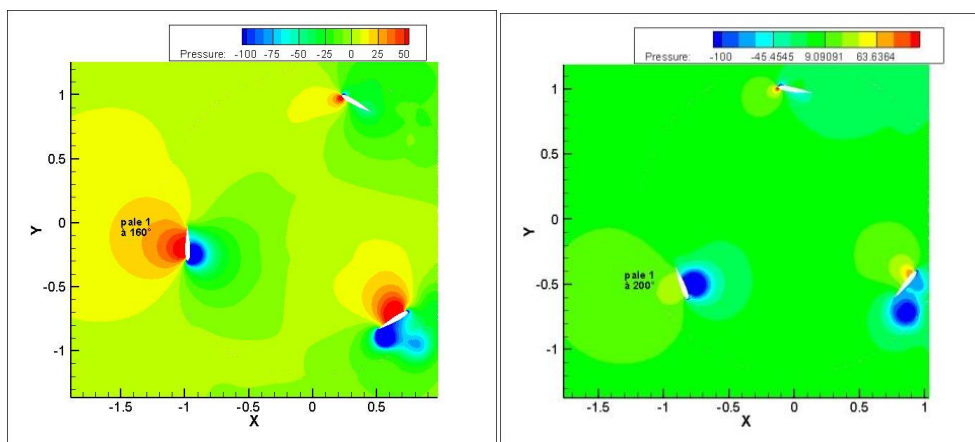 Pressure: -100 -75 -50 -25 0 25 50
1
0.5
0
-0.5
-1
Y
pale 1
à 160°
-1.5 -1 -0.5 0 0.5
X
Pressure: -100 -45.4545 9.09091 63.6364
1
0.5
0
-0.5
-1
Y
pale 1
à 200°
-1.5 -1 -0.5 0 0.5 1
X